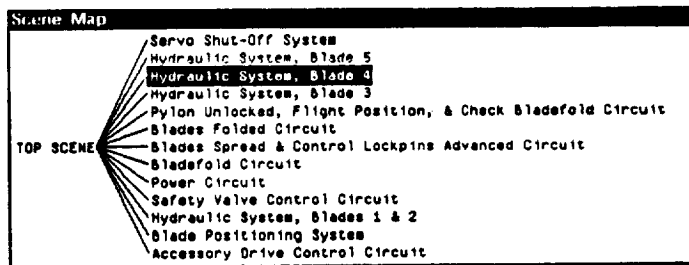 Scene Map
Servo Shut-Off System
Hydraulic System, Blade 5
Hydraulic System, Blade 4
Hydraulic System, Blade 3
Pylon Unlocked, Flight Position, & Check Bladefold Circuit
Blades Folded Circuit
TOP SCENE Blades Spread & Control Lockpins Advanced Circuit
Bladefold Circuit
Power Circuit
Safety Valve Control Circuit
Hydraulic System, Blades 1 & 2
Blade Positioning System
Accessory Drive Control Circuit